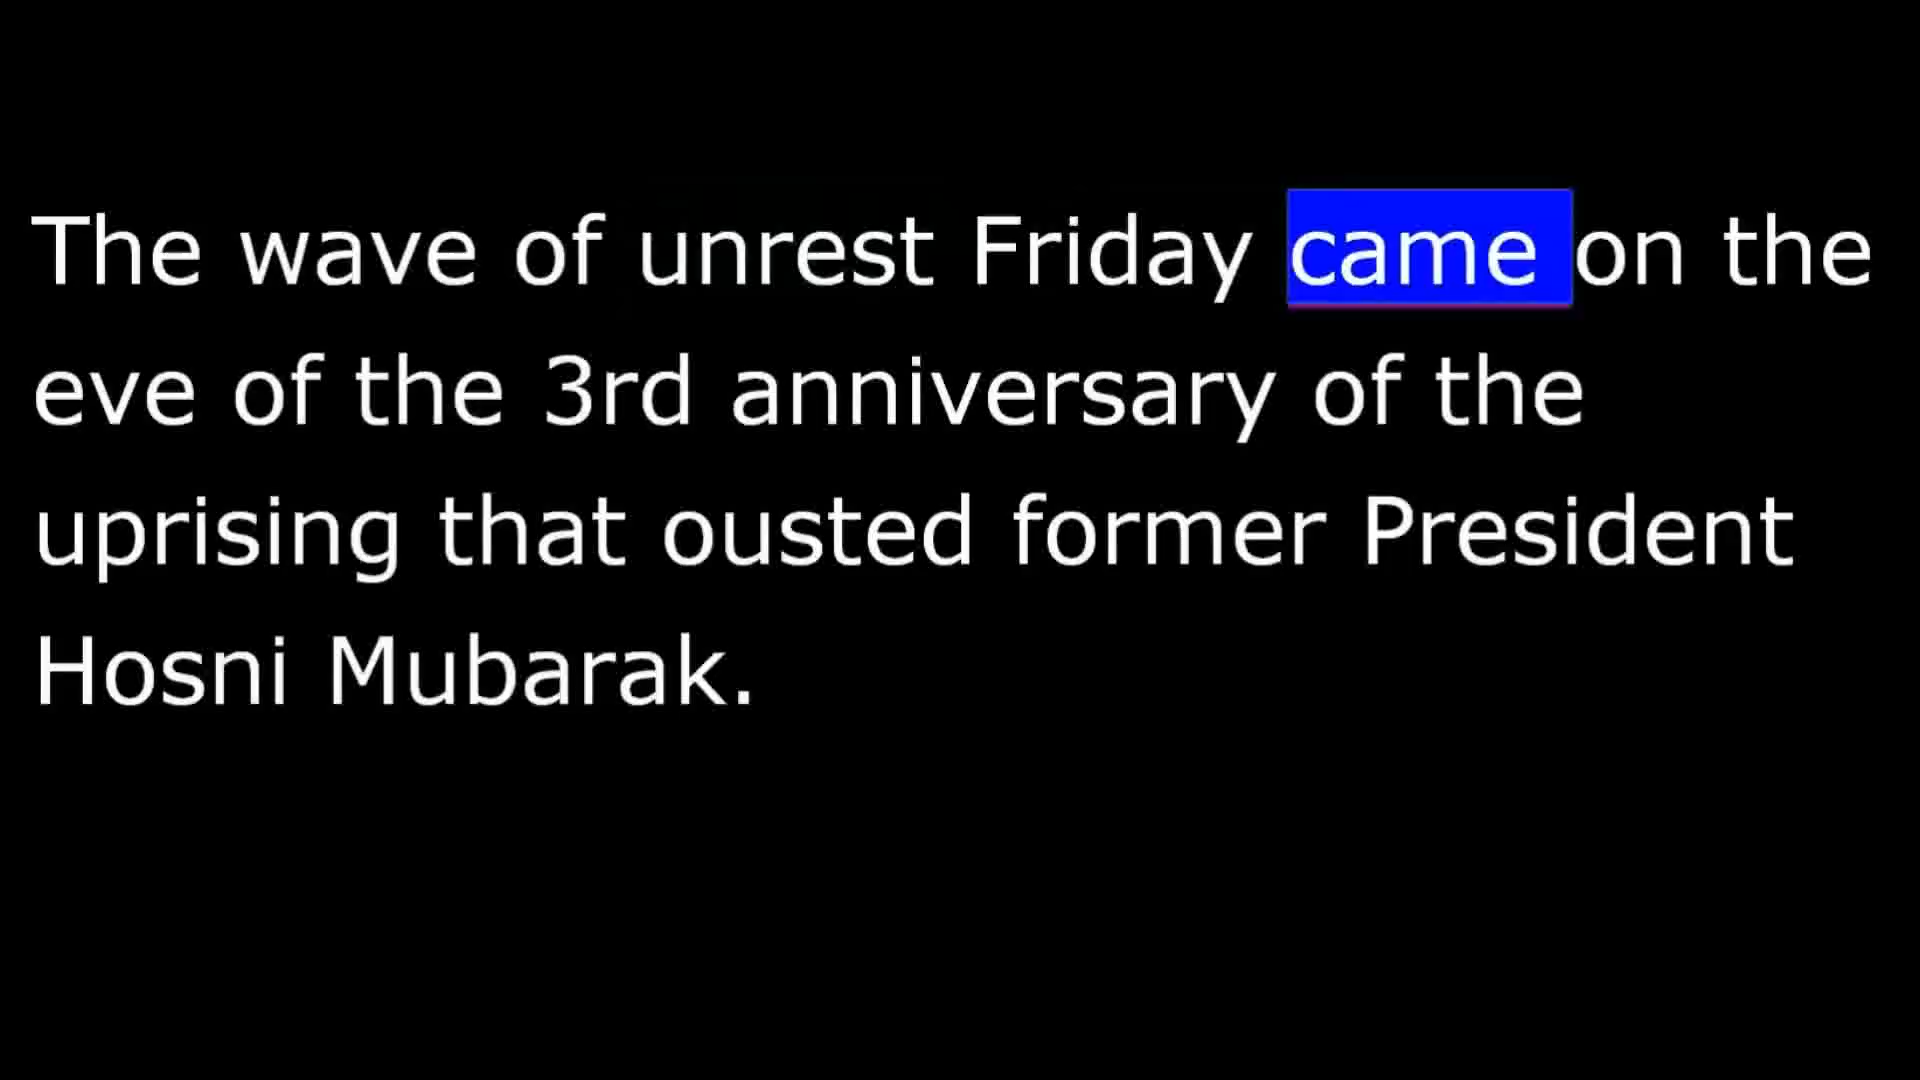 The wave of unrest Friday came on the
eve of the 3rd anniversary of the
uprising that ousted former President
Hosni Mubarak.